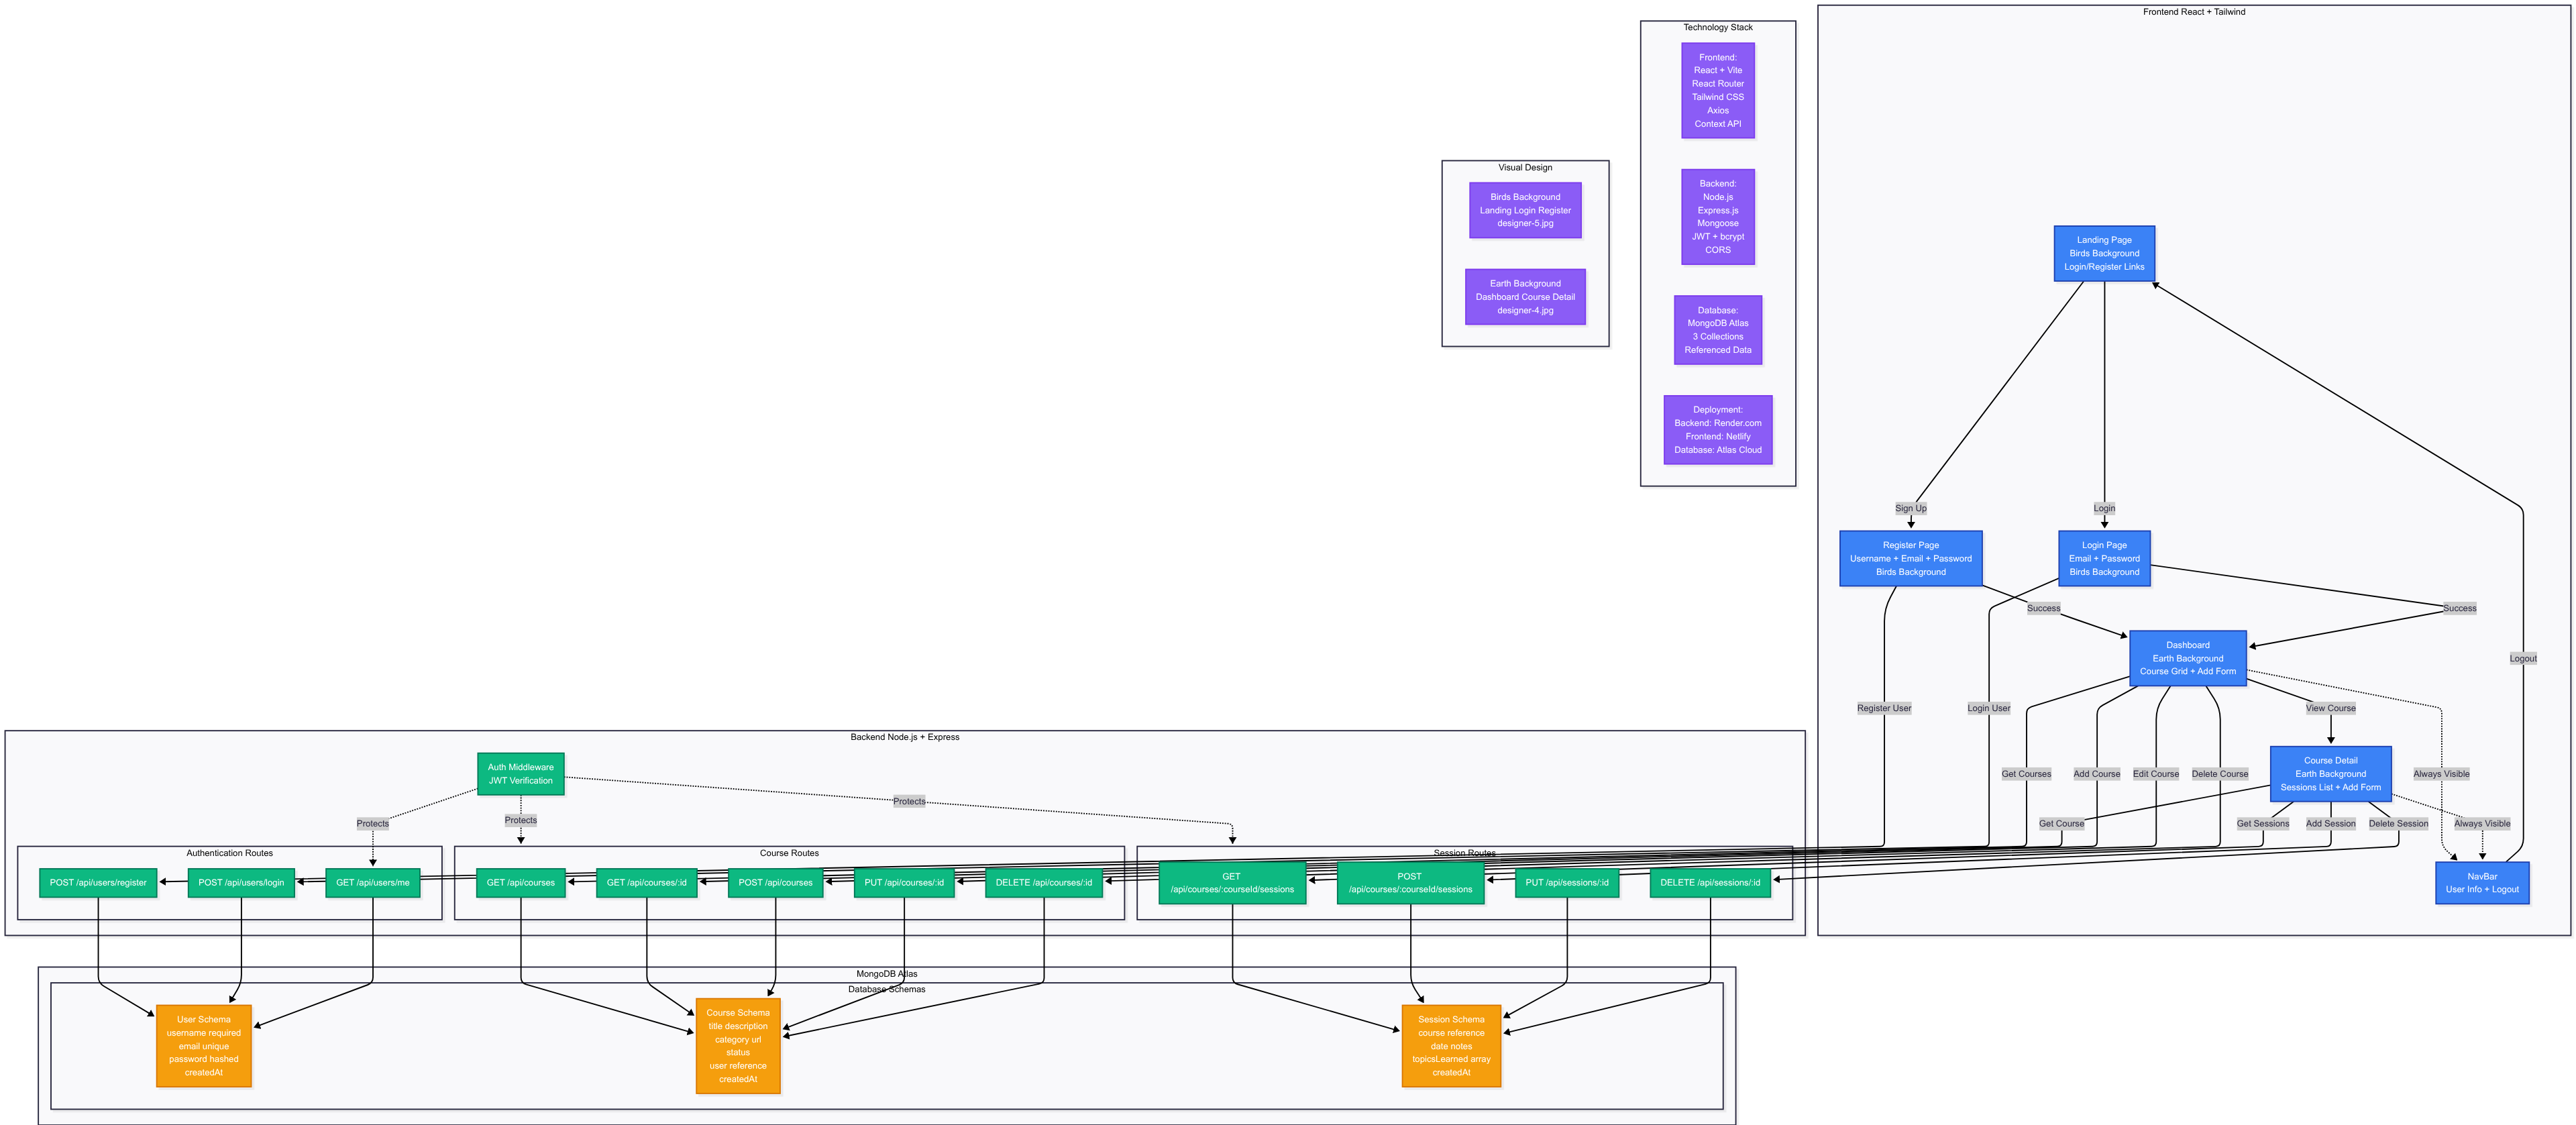 Frontend React + Tailwind
Landing Page
Birds Background
Login/Register Links
Sign Up
Login
Register Page
Username + Email + Password
Birds Background
Login Page
Email + Password
Birds Background
Success
Success
Dashboard
Earth Background
Course Grid + Add Form
Logout
Register User
Login User
View Course
Get Courses
Add Course
Edit Course
Delete Course
Course Detail
Earth Background
Sessions List + Add Form
Always Visible
Get Course
Get Sessions
Add Session
Delete Session
Always Visible
NavBar
User Info + Logout
Technology Stack
Frontend:
React + Vite
React Router
Tailwind CSS
Axios
Context API
Backend:
Node.js
Express.js
Mongoose
JWT + bcrypt
CORS
Database:
MongoDB Atlas
3 Collections
Referenced Data
Deployment:
Backend: Render.com
Frontend: Netlify
Database: Atlas Cloud
Visual Design
Birds Background
Landing Login Register
designer-5.jpg
Earth Background
Dashboard Course Detail
designer-4.jpg
Backend Node.js + Express
Auth Middleware
JWT Verification
Protects
Protects
Protects
Authentication Routes
POST /api/users/register
POST /api/users/login
GET /api/users/me
Course Routes
GET /api/courses
GET /api/courses/:id
POST /api/courses
PUT /api/courses/:id
DELETE /api/courses/:id
Session Routes
GET
/api/courses/:courseId/sessions
POST
/api/courses/:courseId/sessions
PUT /api/sessions/:id
DELETE /api/sessions/:id
MongoDB Atlas
Database Schemas
User Schema
username required
email unique
password hashed
createdAt
Course Schema
title description
category url
status
user reference
createdAt
Session Schema
course reference
date notes
topicsLearned array
createdAt